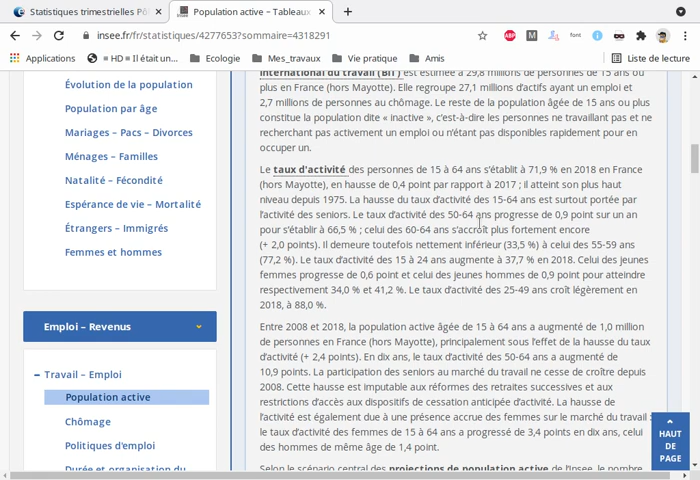 Statistiques trimestrielles Pôl
Population active – Tableaux
insee.fr/fr/statistiques/4277653?sommaire=4318291
ABP
font
Applications
= HD = Il était un...
Ecologie
Mes_travaux
Vie pratique
Amis
Liste de lecture
Évolution de la population
Population par âge
Mariages – Pacs – Divorces
Ménages – Familles
Natalité – Fécondité
Espérance de vie – Mortalité
Étrangers – Immigrés
Femmes et hommes
Emploi – Revenus
Travail – Emploi
Population active
Chômage
Politiques d'emploi
Durée et organisation du
international du travail (BIT) est estimée à 29,8 millions de personnes de 15 ans ou
plus en France (hors Mayotte). Elle regroupe 27,1 millions d’actifs ayant un emploi et
2,7 millions de personnes au chômage. Le reste de la population âgée de 15 ans ou plus
constitue la population dite « inactive », c’est-à-dire les personnes ne travaillant pas et ne
recherchant pas activement un emploi ou n’étant pas disponibles rapidement pour en
occuper un.
Le taux d'activité des personnes de 15 à 64 ans s’établit à 71,9 % en 2018 en France
(hors Mayotte), en hausse de 0,4 point par rapport à 2017 ; il atteint son plus haut
niveau depuis 1975. La hausse du taux d’activité des 15-64 ans est surtout portée par
l’activité des seniors. Le taux d’activité des 50-64 ans progresse de 0,9 point sur un an
pour s’établir à 66,5 % ; celui des 60-64 ans s’accroît plus fortement encore
(+ 2,0 points). Il demeure toutefois nettement inférieur (33,5 %) à celui des 55-59 ans
(77,2 %). Le taux d’activité des 15 à 24 ans augmente à 37,7 % en 2018. Celui des jeunes
femmes progresse de 0,6 point et celui des jeunes hommes de 0,9 point pour atteindre
respectivement 34,0 % et 41,2 %. Le taux d’activité des 25-49 ans croît légèrement en
2018, à 88,0 %.
Entre 2008 et 2018, la population active âgée de 15 à 64 ans a augmenté de 1,0 million
de personnes en France (hors Mayotte), principalement sous l’effet de la hausse du taux
d’activité (+ 2,4 points). En dix ans, le taux d’activité des 50-64 ans a augmenté de
10,9 points. La participation des seniors au marché du travail ne cesse de croître depuis
2008. Cette hausse est imputable aux réformes des retraites successives et aux
restrictions d’accès aux dispositifs de cessation anticipée d’activité. La hausse de
l’activité est également due à une présence accrue des femmes sur le marché du travail :
le taux d’activité des femmes de 15 à 64 ans a progressé de 3,4 points en dix ans, celui
des hommes de même âge de 1,4 point.
Selon le scénario central des projections de population active de l’Insee, le nombre
HAUT
DE
PAGE